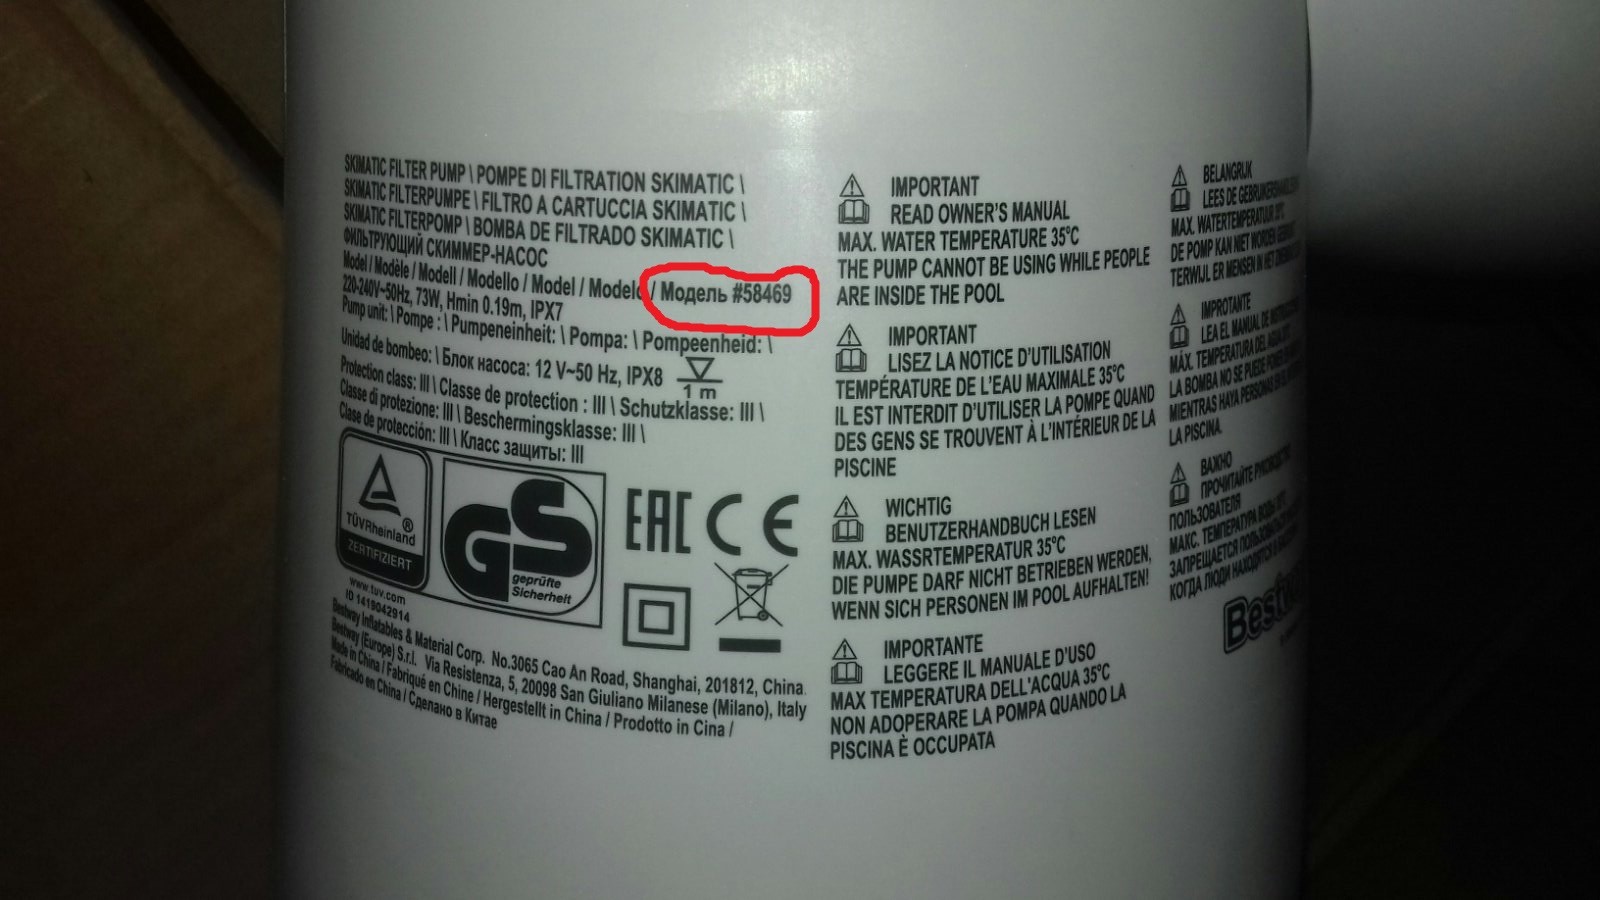 SKIMATIC FILTER PUMP \ POMPE DI FILTRATION SKIMATIC \
SKIMATIC FILTERPUMPE \ FILTRO A CARTUCCIA SKIMATIC \
SKIMATIC FILTERPOMP \ BOMBA DE FILTRADO SKIMATIC \
ФИЛЬТРУЮЩИЙ СКИММЕР-НАСОС
Model / Modèle / Modell / Modello / Model / Modelo / Модель #58469
220-240V~50Hz, 73W, Hmin 0.19m, IPX7
Pump unit: \ Pompe : \ Pumpeneinheit: \ Pompa: \ Pompeenheid: \
Unidad de bombeo: \ Блок насоса: 12 V~50 Hz, IPX8
1 m
Protection class: III \ Classe de protection : III \ Schutzklasse: III \
Classe di protezione: III \ Beschermingsklasse: III \
Clase de protección: III \ Класс защиты: III
TÜVRheinland ®
ZERTIFIZIERT
GS
geprüfte
Sicherheit
EAC CE
www.tuv.com
ID 1419042914
Bestway Inflatables & Material Corp. No.3065 Cao An Road, Shanghai, 201812, China
Bestway (Europe) S.r.l. Via Resistenza, 5, 20098 San Giuliano Milanese (Milano), Italy
Made in China / Fabriqué en Chine / Hergestellt in China / Prodotto in Cina /
Fabricado en China / Сделано в Китае
IMPORTANT
READ OWNER'S MANUAL
MAX. WATER TEMPERATURE 35°C
THE PUMP CANNOT BE USING WHILE PEOPLE
ARE INSIDE THE POOL
IMPORTANT
LISEZ LA NOTICE D'UTILISATION
TEMPÉRATURE DE L'EAU MAXIMALE 35°C
IL EST INTERDIT D'UTILISER LA POMPE QUAND
DES GENS SE TROUVENT À L'INTÉRIEUR DE LA
PISCINE
WICHTIG
BENUTZERHANDBUCH LESEN
MAX. WASSRTEMPERATUR 35°C
DIE PUMPE DARF NICHT BETRIEBEN WERDEN,
WENN SICH PERSONEN IM POOL AUFHALTEN!
IMPORTANTE
LEGGERE IL MANUALE D'USO
MAX TEMPERATURA DELL'ACQUA 35°C
NON ADOPERARE LA POMPA QUANDO LA
PISCINA È OCCUPATA
BELANGRIJK
LEES DE
MAX. WATERTEMPERATUUR 35°C
DE POMP KAN NIET WORDEN
TERWIJL ER MENSEN IN HET
IMPROTANTE
LEA EL MANUAL DE
MÁX. TEMPERATURA DEL AGUA
LA BOMBA NO SE PUEDE
MIENTRAS HAYA PERSONAS
LA PISCINA.
ВАЖНО
ПРОЧИТАЙТЕ РУКОВОДСТВО
ПОЛЬЗОВАТЕЛЯ
МАКС. ТЕМПЕРАТУРА ВОДЫ
ЗАПРЕЩАЕТСЯ
КОГДА ЛЮДИ НАХОДЯТСЯ В